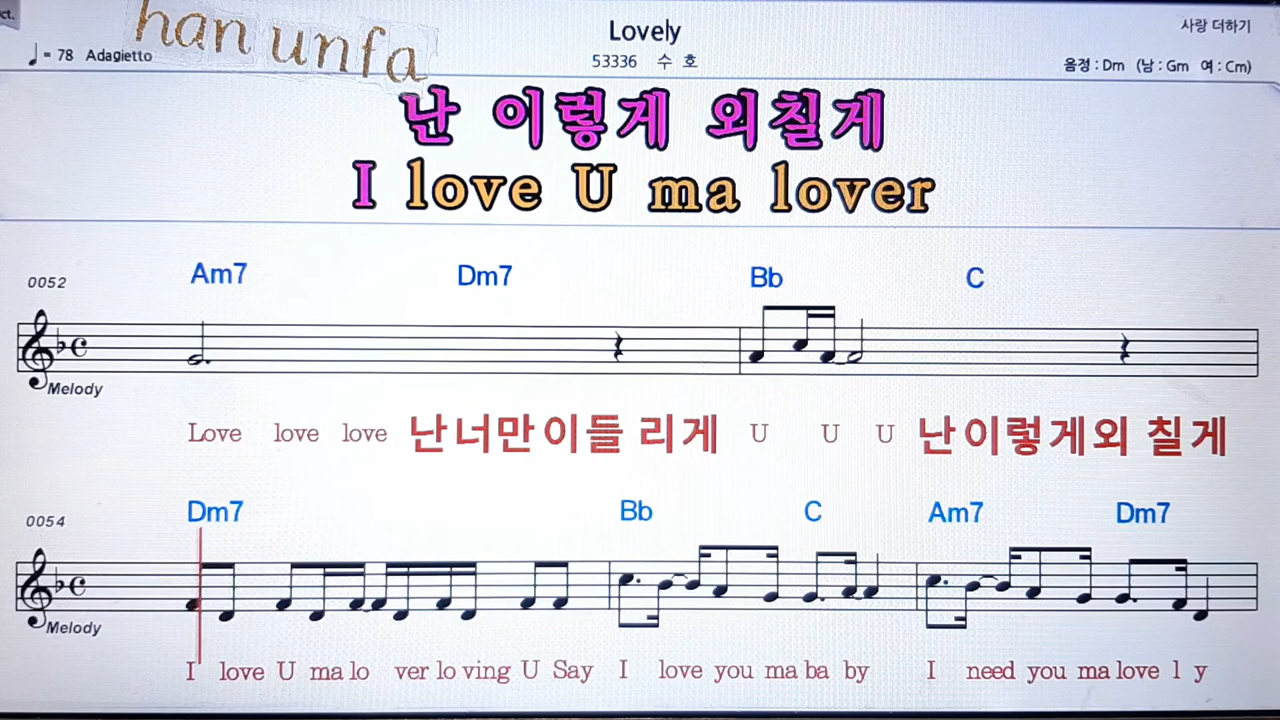 ct.
han unfa
Lovely
사랑 더하기
♩= 78 Adagietto
53336 수 호
음정 : Dm (남 : Gm 여 : Cm)
난 이렇게 외칠게
I love U ma lover
0052
Am7 Dm7 Bb C
Melody
Love love love 난너만이들 리게 U U U 난이렇게외 칠게
0054
Dm7 Bb C Am7 Dm7
Melody
I love U ma lo ver lo ving U Say I love you ma ba by I need you ma love l y